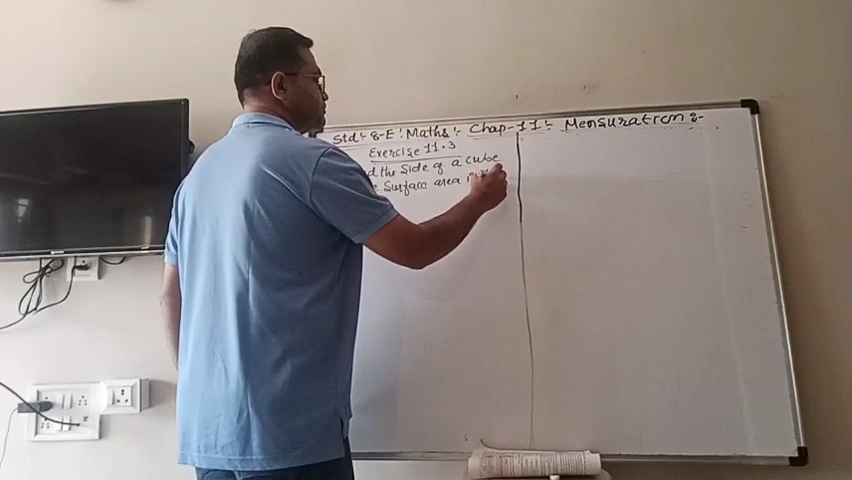 Std:- 8-E : Maths :- Chap-11:- Mensuration :-
Exercise 11.3
the side of a cube
surface area